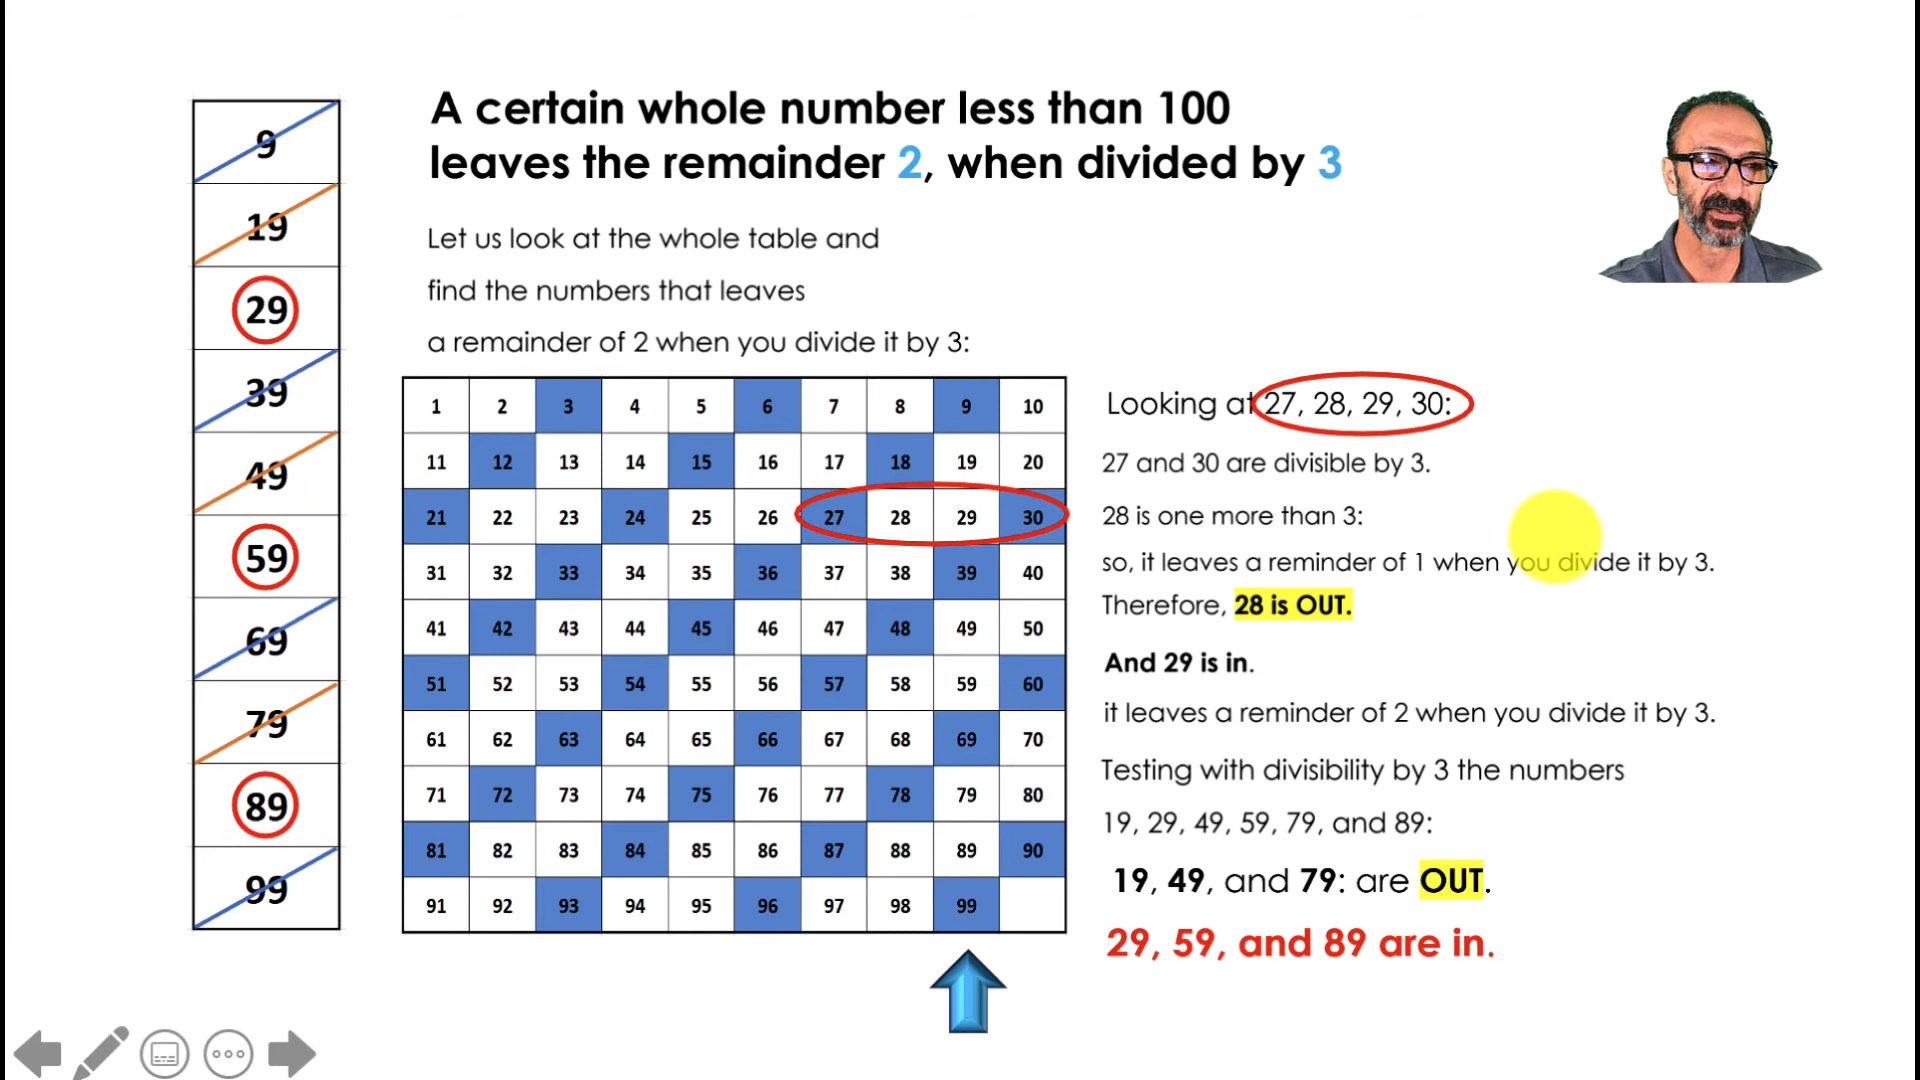 A certain whole number less than 100
leaves the remainder 2, when divided by 3
9
19
29
39
49
59
69
79
89
99
Let us look at the whole table and
find the numbers that leaves
a remainder of 2 when you divide it by 3:
1 2 3 4 5 6 7 8 9 10
11 12 13 14 15 16 17 18 19 20
21 22 23 24 25 26 27 28 29 30
31 32 33 34 35 36 37 38 39 40
41 42 43 44 45 46 47 48 49 50
51 52 53 54 55 56 57 58 59 60
61 62 63 64 65 66 67 68 69 70
71 72 73 74 75 76 77 78 79 80
81 82 83 84 85 86 87 88 89 90
91 92 93 94 95 96 97 98 99
Looking at 27, 28, 29, 30:
27 and 30 are divisible by 3.
28 is one more than 3:
so, it leaves a reminder of 1 when you divide it by 3.
Therefore, 28 is OUT.
And 29 is in.
it leaves a reminder of 2 when you divide it by 3.
Testing with divisibility by 3 the numbers
19, 29, 49, 59, 79, and 89:
19, 49, and 79: are OUT.
29, 59, and 89 are in.